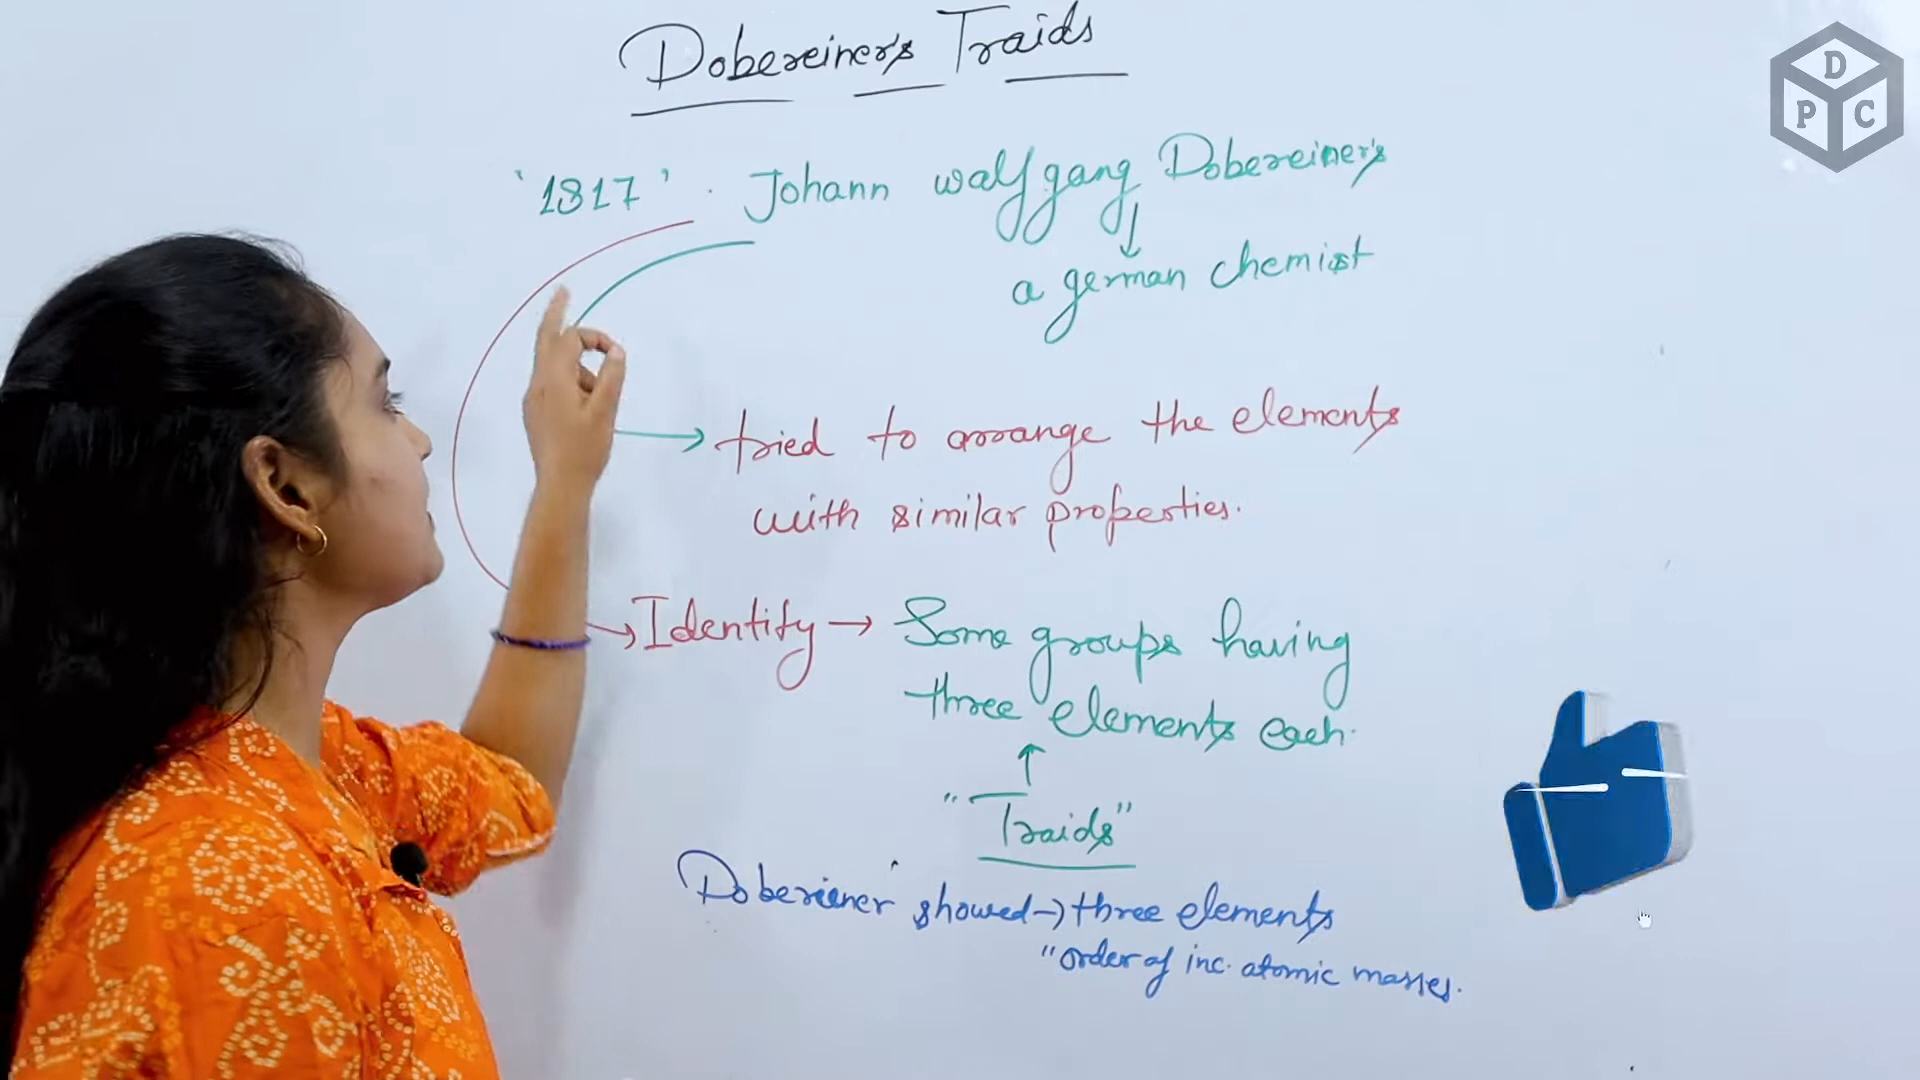 Dobereiner's Traids
'1817' . Johann walfgang Dobereiner's
a german chemist
tried to arrange the elements
with similar properties.
Identify → Some groups having
three elements each.
"Traids"
Doberiener showed → three elements
"order of inc. atomic masses.
D
P C